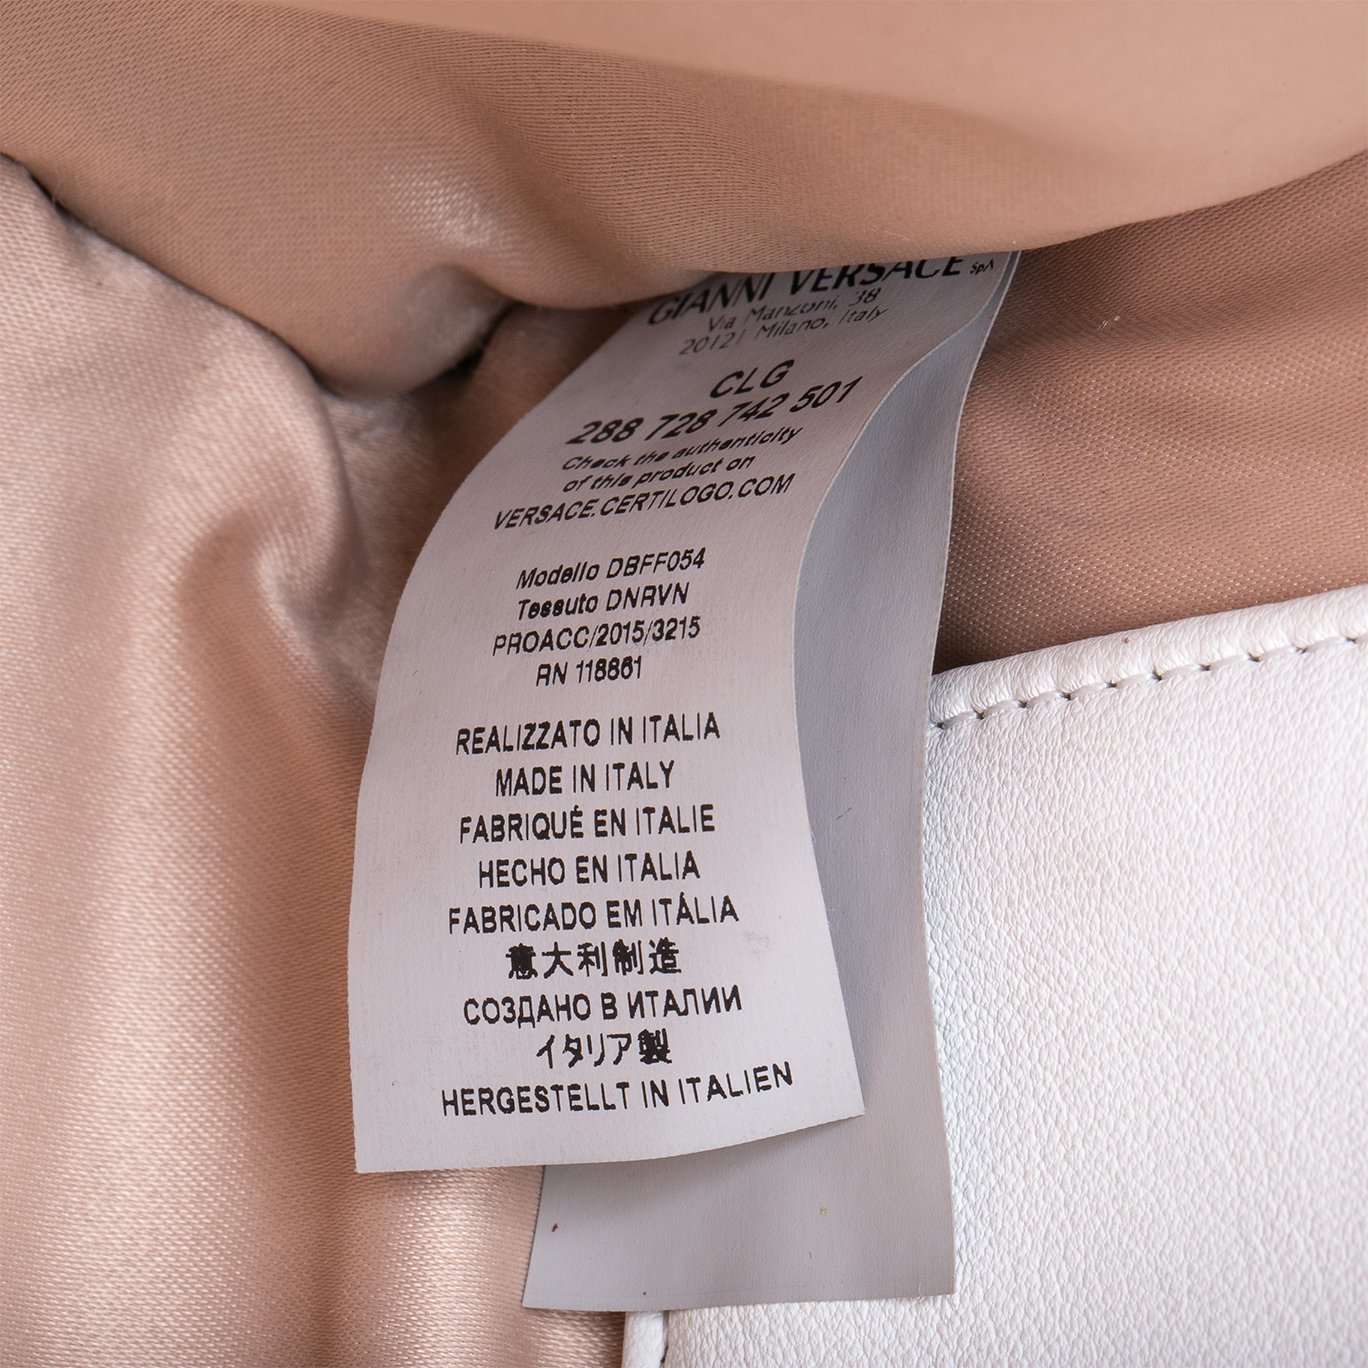 GIANNI VERSACE SpA
Via Manzoni, 38
20121 Milano, Italy
CLG
288 728 742 501
Check the authenticity
of this product on
VERSACE.CERTILOGO.COM
Modello DBFF054
Tessuto DNRVN
PROACC/2015/3215
RN 118861
REALIZZATO IN ITALIA
MADE IN ITALY
FABRIQUÉ EN ITALIE
HECHO EN ITALIA
FABRICADO EM ITÁLIA
意大利制造
СОЗДАНО В ИТАЛИИ
イタリア製
HERGESTELLT IN ITALIEN